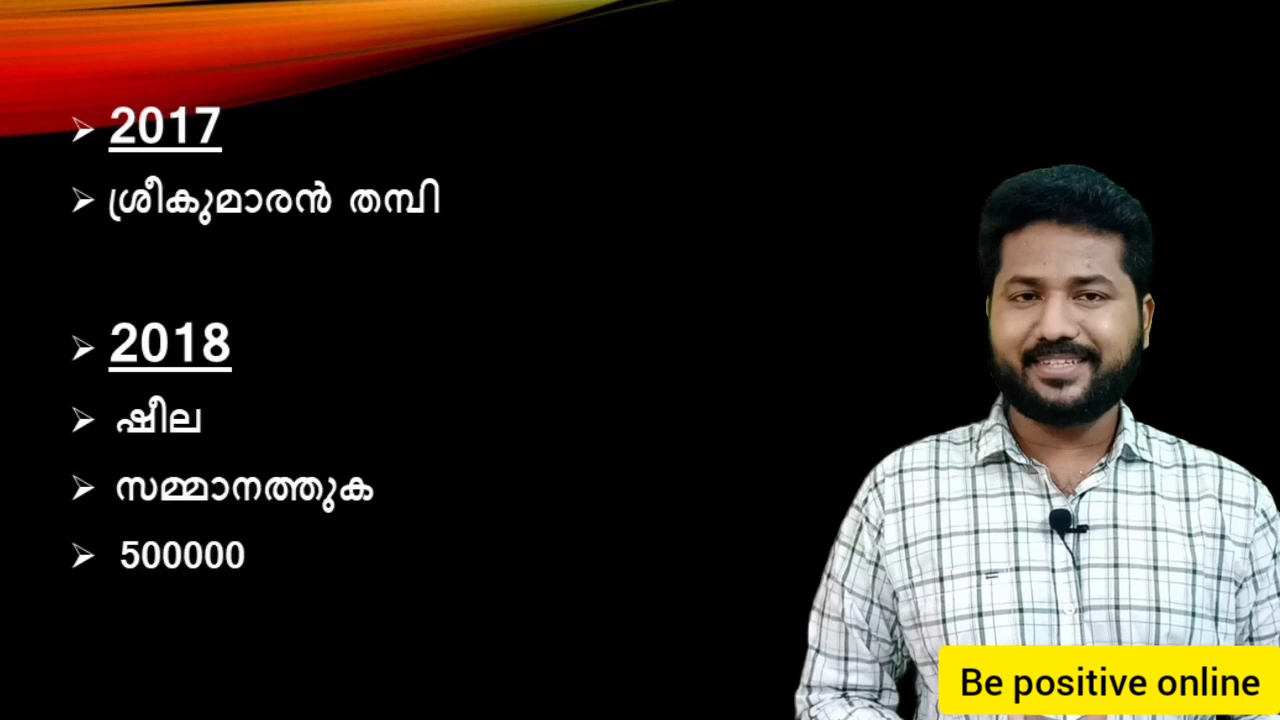 2017
ശ്രീകുമാരൻ തമ്പി
2018
ഷീല
സമ്മാനത്തുക
500000
Be positive online